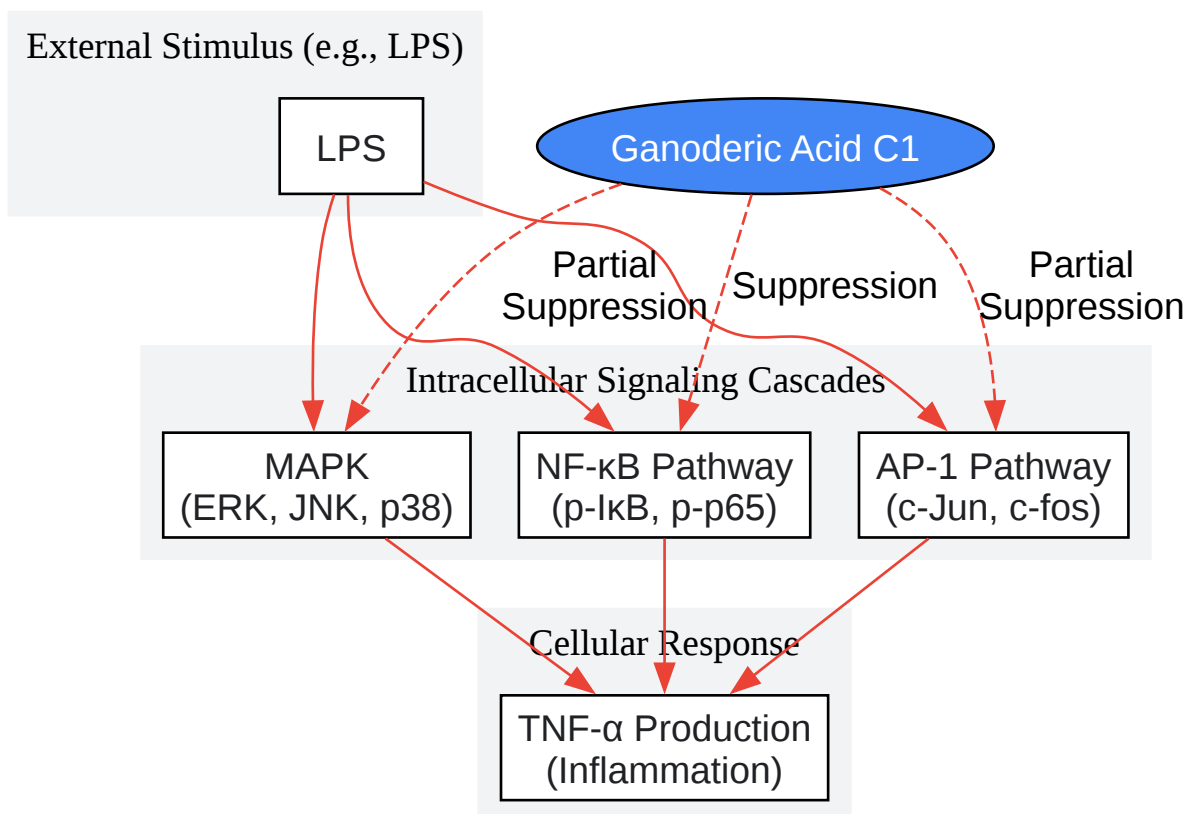 External Stimulus (e.g., LPS)
LPS
Ganoderic Acid C1
Partial
Suppression
Suppression
Partial
Suppression
Intracellular Signaling Cascades
MAPK
(ERK, JNK, p38)
NF-κB Pathway
(p-IκB, p-p65)
AP-1 Pathway
(c-Jun, c-fos)
Cellular Response
TNF-α Production
(Inflammation)